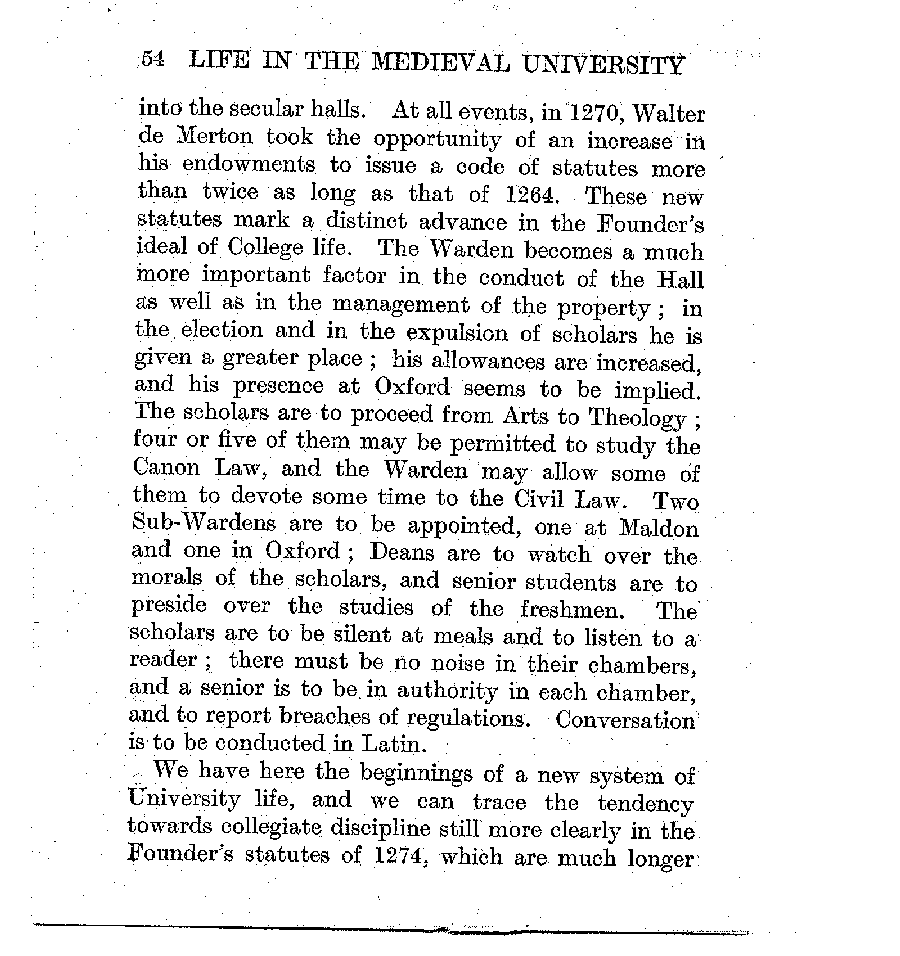 54 LIFE IN THE MEDIEVAL UNIVERSITY
into the secular halls. At all events, in 1270, Walter
de Merton took the opportunity of an increase in
his endowments to issue a code of statutes more
than twice as long as that of 1264. These new
statutes mark a distinct advance in the Founder's
ideal of College life. The Warden becomes a much
more important factor in the conduct of the Hall
as well as in the management of the property ; in
the election and in the expulsion of scholars he is
given a greater place ; his allowances are increased,
and his presence at Oxford seems to be implied.
The scholars are to proceed from Arts to Theology ;
four or five of them may be permitted to study the
Canon Law, and the Warden may allow some of
them to devote some time to the Civil Law. Two
Sub-Wardens are to be appointed, one at Maldon
and one in Oxford ; Deans are to watch over the
morals of the scholars, and senior students are to
preside over the studies of the freshmen. The
scholars are to be silent at meals and to listen to a
reader ; there must be no noise in their chambers,
and a senior is to be in authority in each chamber,
and to report breaches of regulations. Conversation
is to be conducted in Latin.
We have here the beginnings of a new system of
University life, and we can trace the tendency
towards collegiate discipline still more clearly in the
Founder's statutes of 1274, which are much longer